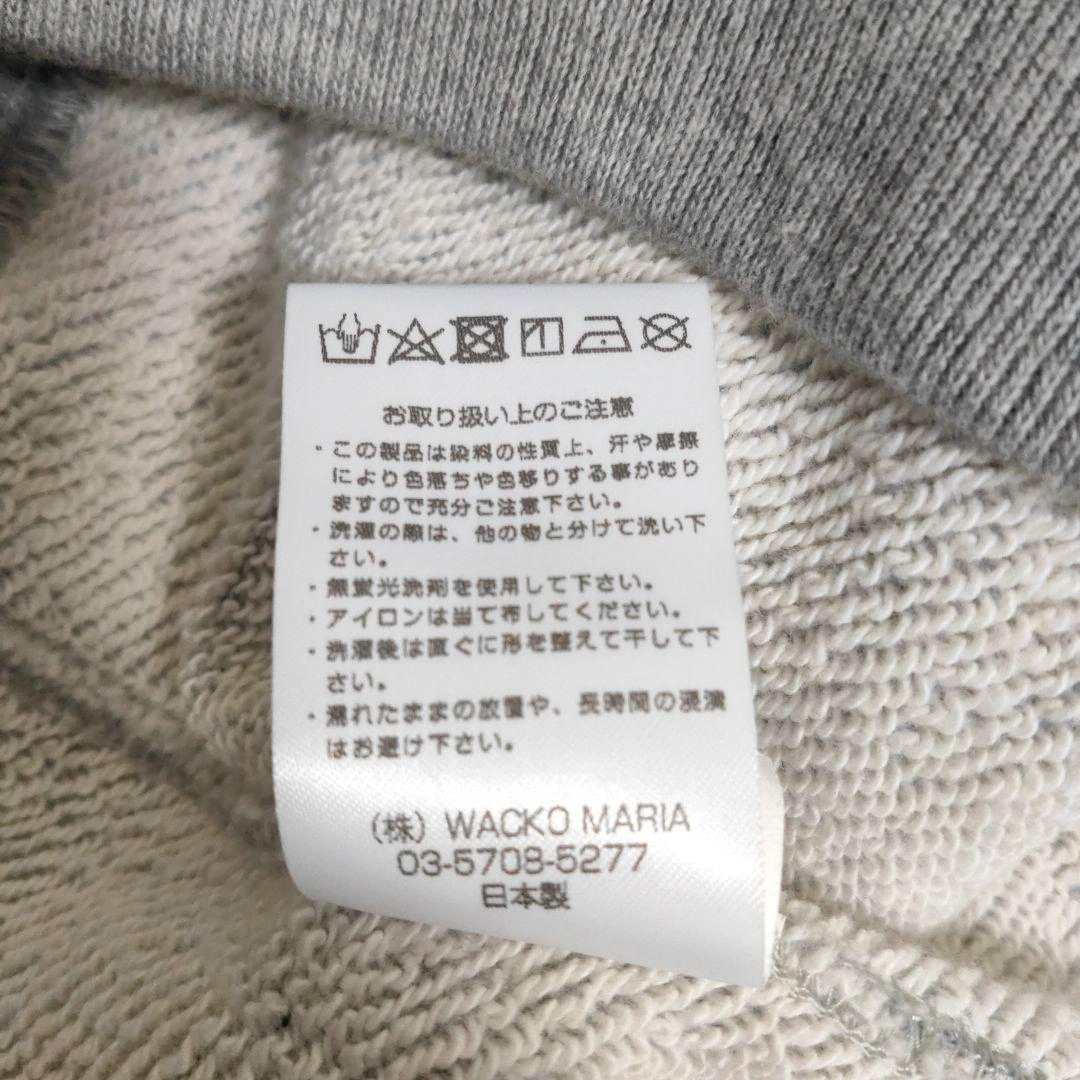 お取り扱い上のご注意
・この製品は染料の性質上、汗や摩擦
により色落ちや色移りする事があり
ますので充分ご注意下さい。
・洗濯の際は、他の物と分けて洗い下
さい。
・無蛍光洗剤を使用して下さい。
・アイロンは当て布してください。
・洗濯後は直ぐに形を整えて干して下
さい。
・濡れたままの放置や、長時間の浸漬
はお避け下さい。
（株）WACKO MARIA
03-5708-5277
日本製